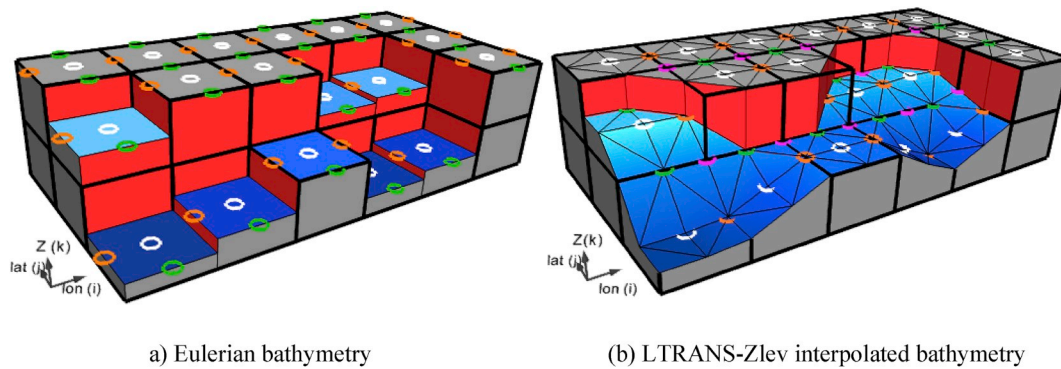 Z (k)
lat (j)
lon (i)
Z(k)
lat (j)
lon (i)
a) Eulerian bathymetry
(b) LTRANS-Zlev interpolated bathymetry